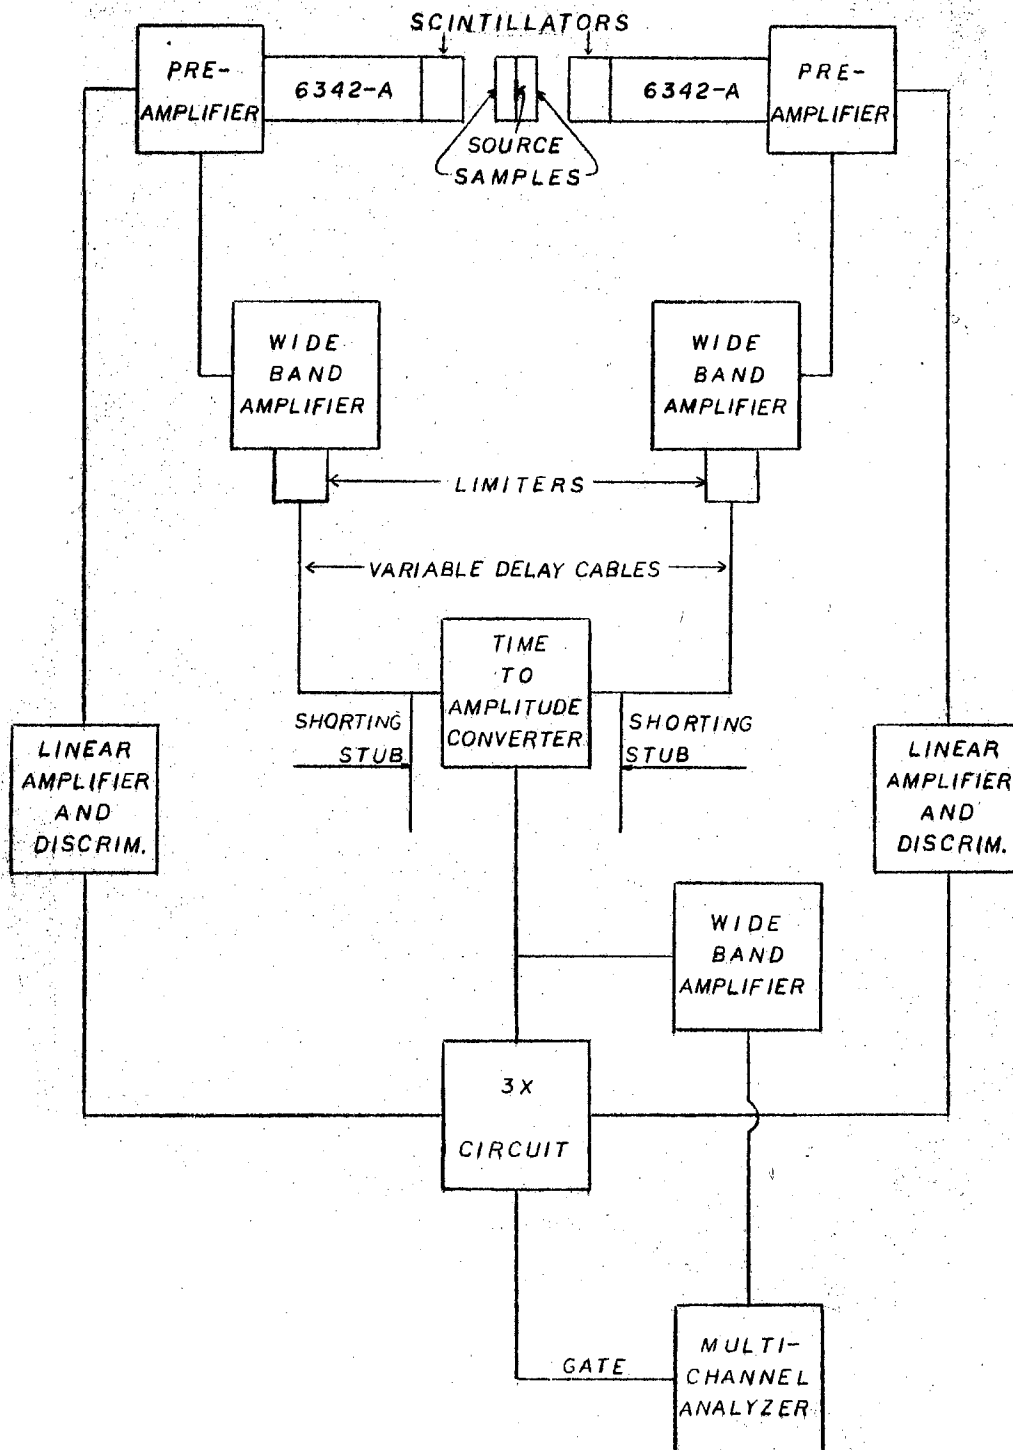 SCINTILLATORS
PRE-
AMPLIFIER
6342-A
6342-A
PRE-
AMPLIFIER
SOURCE
SAMPLES
WIDE
BAND
AMPLIFIER
WIDE
BAND
AMPLIFIER
LIMITERS
VARIABLE DELAY CABLES
TIME
TO
AMPLITUDE
CONVERTER
SHORTING
STUB
SHORTING
STUB
LINEAR
AMPLIFIER
AND
DISCRIM.
LINEAR
AMPLIFIER
AND
DISCRIM.
WIDE
BAND
AMPLIFIER
3X
CIRCUIT
GATE
MULTI-
CHANNEL
ANALYZER